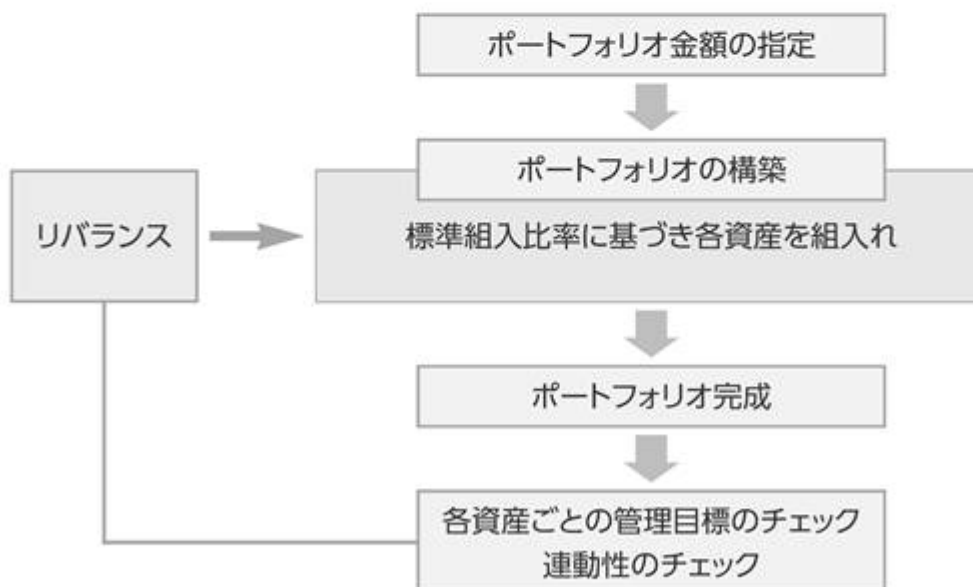 ポートフォリオ金額の指定
ポートフォリオの構築
リバランス
標準組入比率に基づき各資産を組入れ
ポートフォリオ完成
各資産ごとの管理目標のチェック
連動性のチェック